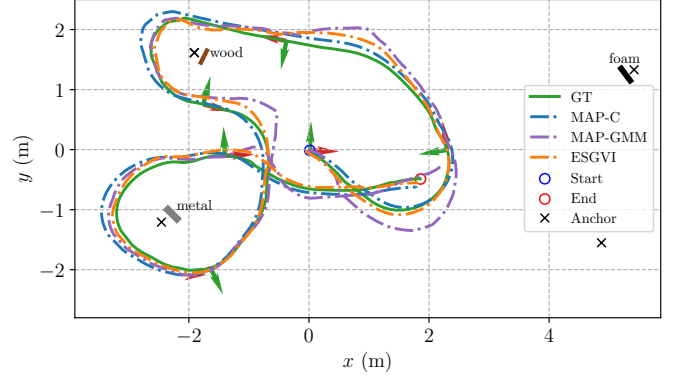 2
1
0
−1
−2
−2
0
2
4
y (m)
x (m)
wood
metal
foam
GT
MAP-C
MAP-GMM
ESGVI
Start
End
Anchor